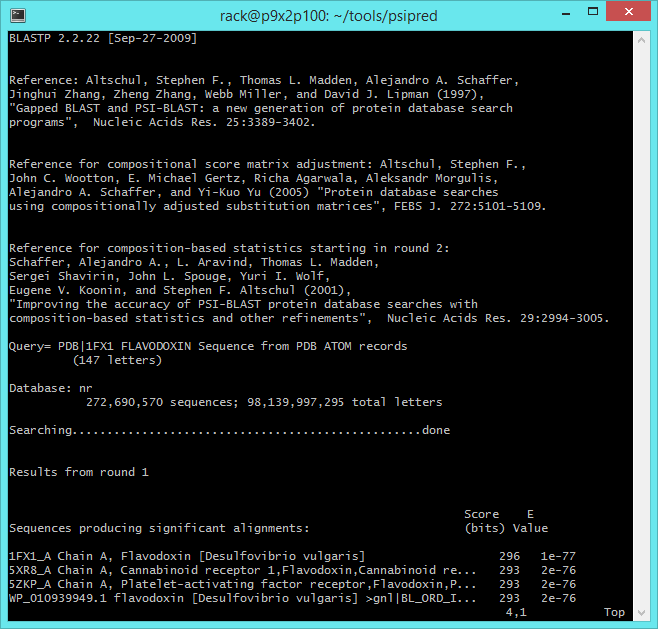 rack@p9x2p100: ~/tools/psipred
BLASTP 2.2.22 [Sep-27-2009]
Reference: Altschul, Stephen F., Thomas L. Madden, Alejandro A. Schaffer,
Jinghui Zhang, Zheng Zhang, Webb Miller, and David J. Lipman (1997),
"Gapped BLAST and PSI-BLAST: a new generation of protein database search
programs",  Nucleic Acids Res. 25:3389-3402.
Reference for compositional score matrix adjustment: Altschul, Stephen F.,
John C. Wootton, E. Michael Gertz, Richa Agarwala, Aleksandr Morgulis,
Alejandro A. Schaffer, and Yi-Kuo Yu (2005) "Protein database searches
using compositionally adjusted substitution matrices", FEBS J. 272:5101-5109.
Reference for composition-based statistics starting in round 2:
Schaffer, Alejandro A., L. Aravind, Thomas L. Madden,
Sergei Shavirin, John L. Spouge, Yuri I. Wolf,
Eugene V. Koonin, and Stephen F. Altschul (2001),
"Improving the accuracy of PSI-BLAST protein database searches with
composition-based statistics and other refinements",  Nucleic Acids Res. 29:2994-3005.
Query= PDB|1FX1 FLAVODOXIN Sequence from PDB ATOM records
(147 letters)
Database: nr
272,690,570 sequences; 98,139,997,295 total letters
Searching..................................................done
Results from round 1
Score    E
Sequences producing significant alignments:                      (bits) Value
1FX1_A Chain A, Flavodoxin [Desulfovibrio vulgaris]                   296   1e-77
5XR8_A Chain A, Cannabinoid receptor 1,Flavodoxin,Cannabinoid re...   293   2e-76
5ZKP_A Chain A, Platelet-activating factor receptor,Flavodoxin,P...   293   2e-76
WP_010939949.1 flavodoxin [Desulfovibrio vulgaris] >gnl|BL_ORD_I...   293   2e-76
4,1           Top